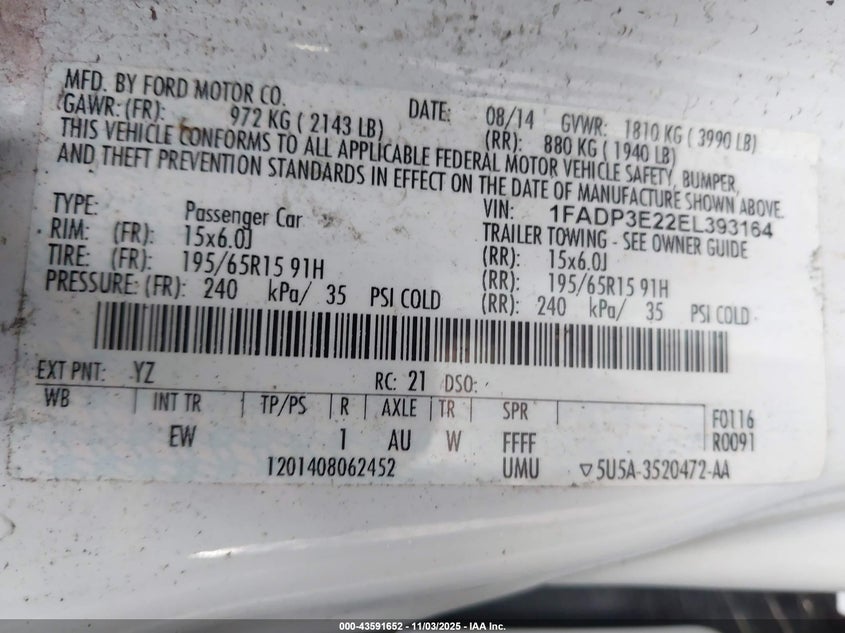 MFD. BY FORD MOTOR CO. DATE: 08/14 GVWR: 1810 KG ( 3990 LB)
GAWR: (FR): 972 KG ( 2143 LB) (RR): 880 KG ( 1940 LB)
THIS VEHICLE CONFORMS TO ALL APPLICABLE FEDERAL MOTOR VEHICLE SAFETY, BUMPER,
AND THEFT PREVENTION STANDARDS IN EFFECT ON THE DATE OF MANUFACTURE SHOWN ABOVE.
TYPE: Passenger Car VIN: 1FADP3E22EL393164
TRAILER TOWING - SEE OWNER GUIDE
RIM: (FR): 15x6.0J (RR): 15x6.0J
TIRE: (FR): 195/65R15 91H (RR): 195/65R15 91H
PRESSURE: (FR): 240 kPa/ 35 PSI COLD (RR): 240 kPa/ 35 PSI COLD
EXT PNT: YZ RC: 21 DSO:
WB INT TR TP/PS R AXLE TR SPR F0116
EW 1 AU W FFFF R0091
1201408062452 UMU ▽5U5A-3520472-AA
000-43591652 - 11/03/2025 - IAA Inc.